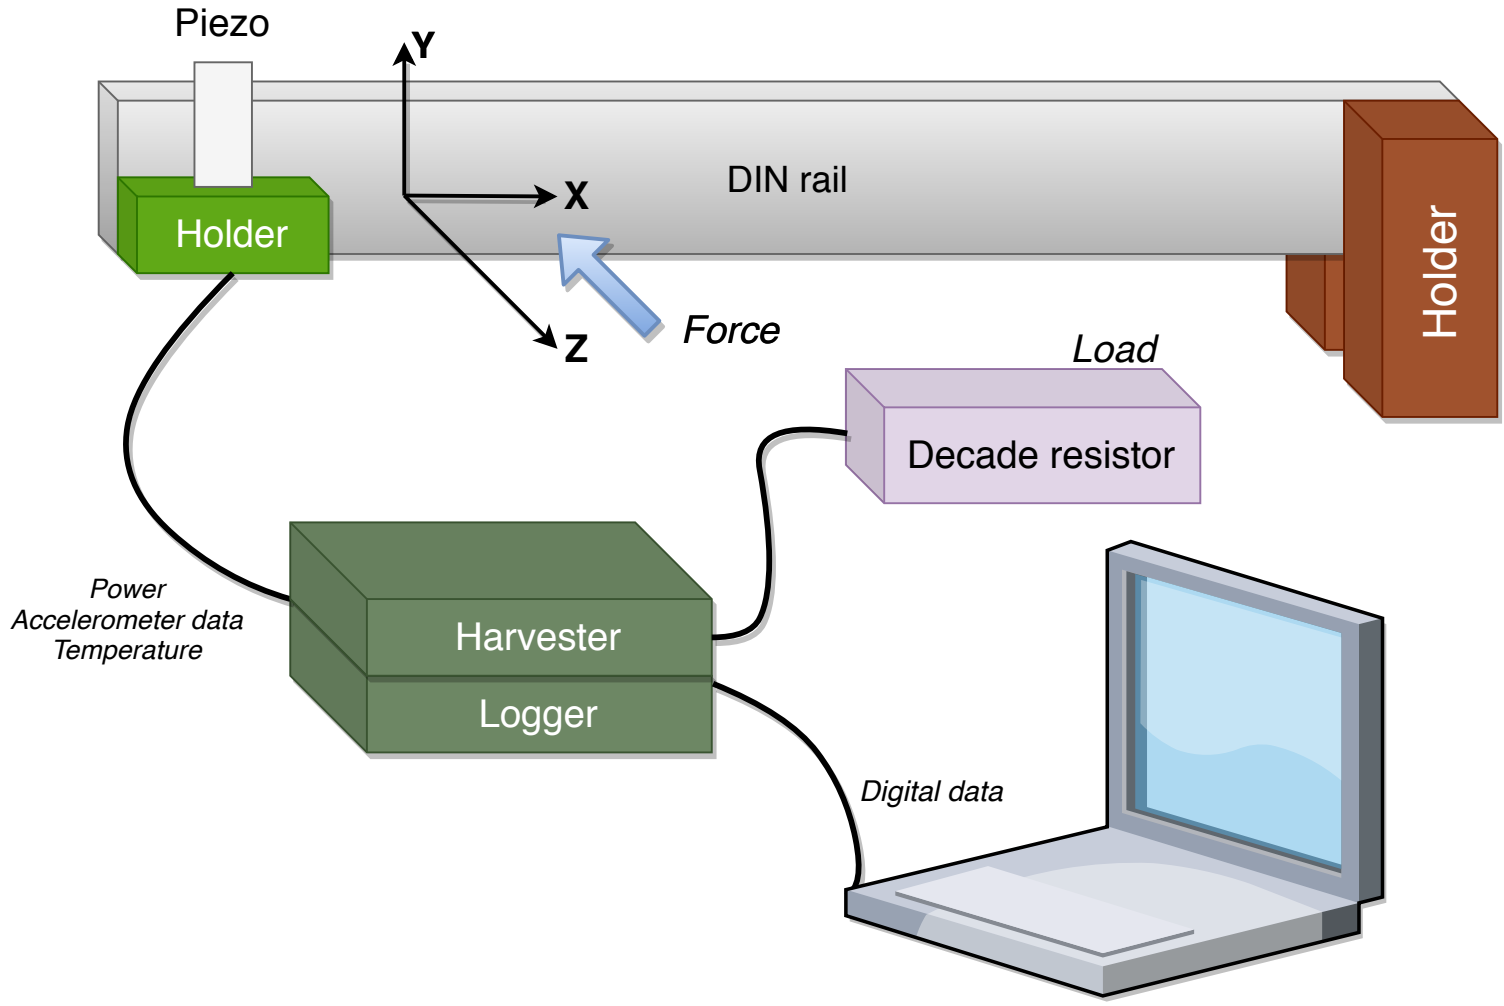 Piezo
Y
X
Z
DIN rail
Holder
Holder
Force
Load
Decade resistor
Power
Accelerometer data
Temperature
Harvester
Logger
Digital data